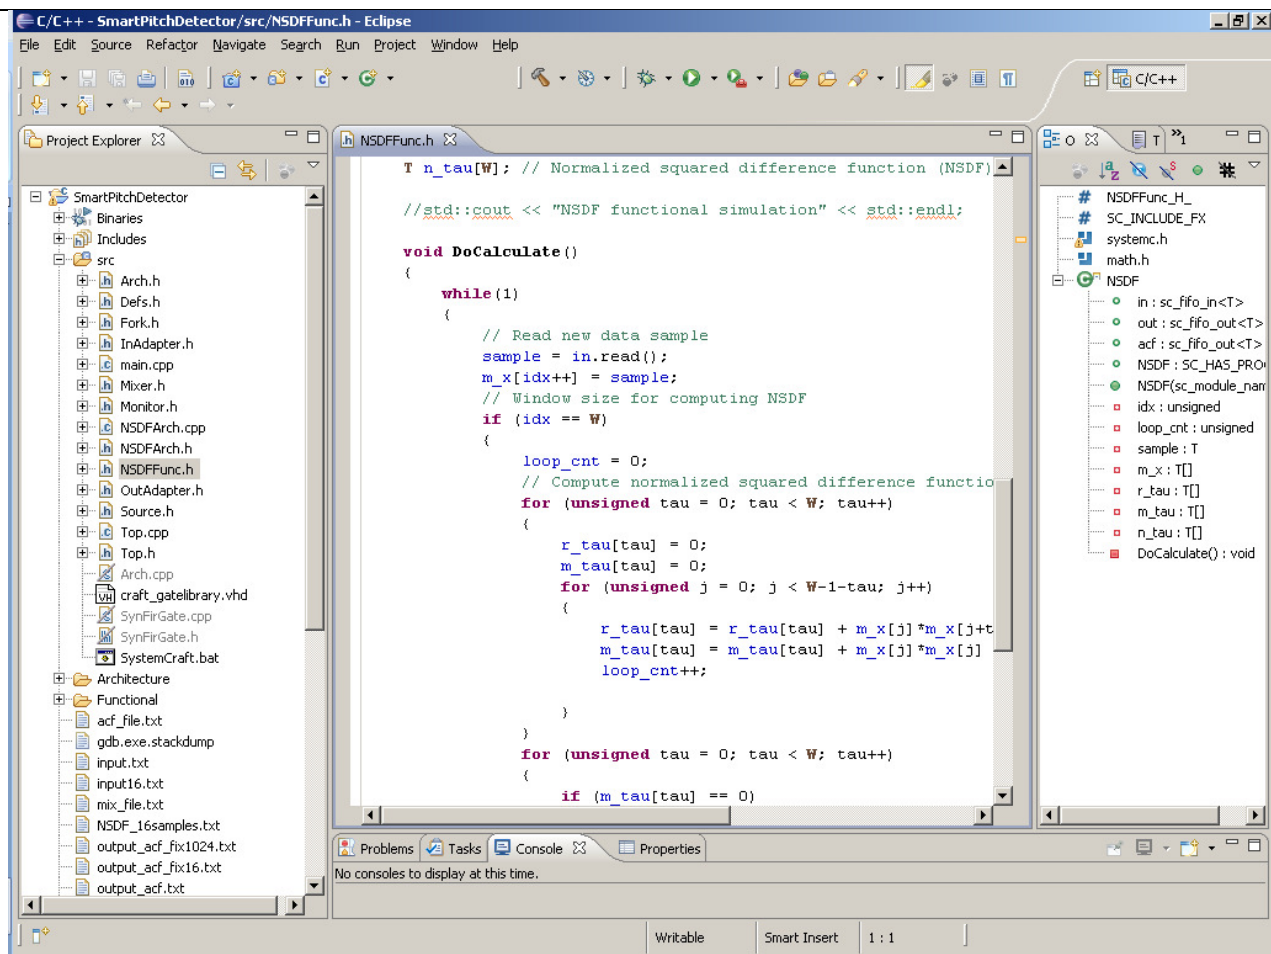 C/C++ - SmartPitchDetector/src/NSDFFunc.h - Eclipse
File Edit Source Refactor Navigate Search Run Project Window Help
C/C++
Project Explorer
SmartPitchDetector
Binaries
Includes
src
Arch.h
Defs.h
Fork.h
InAdapter.h
main.cpp
Mixer.h
Monitor.h
NSDFArch.cpp
NSDFArch.h
NSDFFunc.h
OutAdapter.h
Source.h
Top.cpp
Top.h
Arch.cpp
craft_gatelibrary.vhd
SynFirGate.cpp
SynFirGate.h
SystemCraft.bat
Architecture
Functional
acf_file.txt
gdb.exe.stackdump
input.txt
input16.txt
mix_file.txt
NSDF_16samples.txt
output_acf_fix1024.txt
output_acf_fix16.txt
output_acf.txt
NSDFFunc.h
T n_tau[W]; // Normalized squared difference function (NSDF)
//std::cout << "NSDF functional simulation" << std::endl;
void DoCalculate()
{
while(1)
{
// Read new data sample
sample = in.read();
m_x[idx++] = sample;
// Window size for computing NSDF
if (idx == W)
{
loop_cnt = 0;
// Compute normalized squared difference functio
for (unsigned tau = 0; tau < W; tau++)
{
r_tau[tau] = 0;
m_tau[tau] = 0;
for (unsigned j = 0; j < W-1-tau; j++)
{
r_tau[tau] = r_tau[tau] + m_x[j]*m_x[j+t
m_tau[tau] = m_tau[tau] + m_x[j]*m_x[j]
loop_cnt++;
}
}
for (unsigned tau = 0; tau < W; tau++)
{
if (m_tau[tau] == 0)
O T »1
NSDFFunc_H_
SC_INCLUDE_FX
systemc.h
math.h
NSDF
in : sc_fifo_in<T>
out : sc_fifo_out<T>
acf : sc_fifo_out<T>
NSDF : SC_HAS_PRO
NSDF(sc_module_nam
idx : unsigned
loop_cnt : unsigned
sample : T
m_x : T[]
r_tau : T[]
m_tau : T[]
n_tau : T[]
DoCalculate() : void
Problems Tasks Console Properties
No consoles to display at this time.
Writable Smart Insert 1 : 1